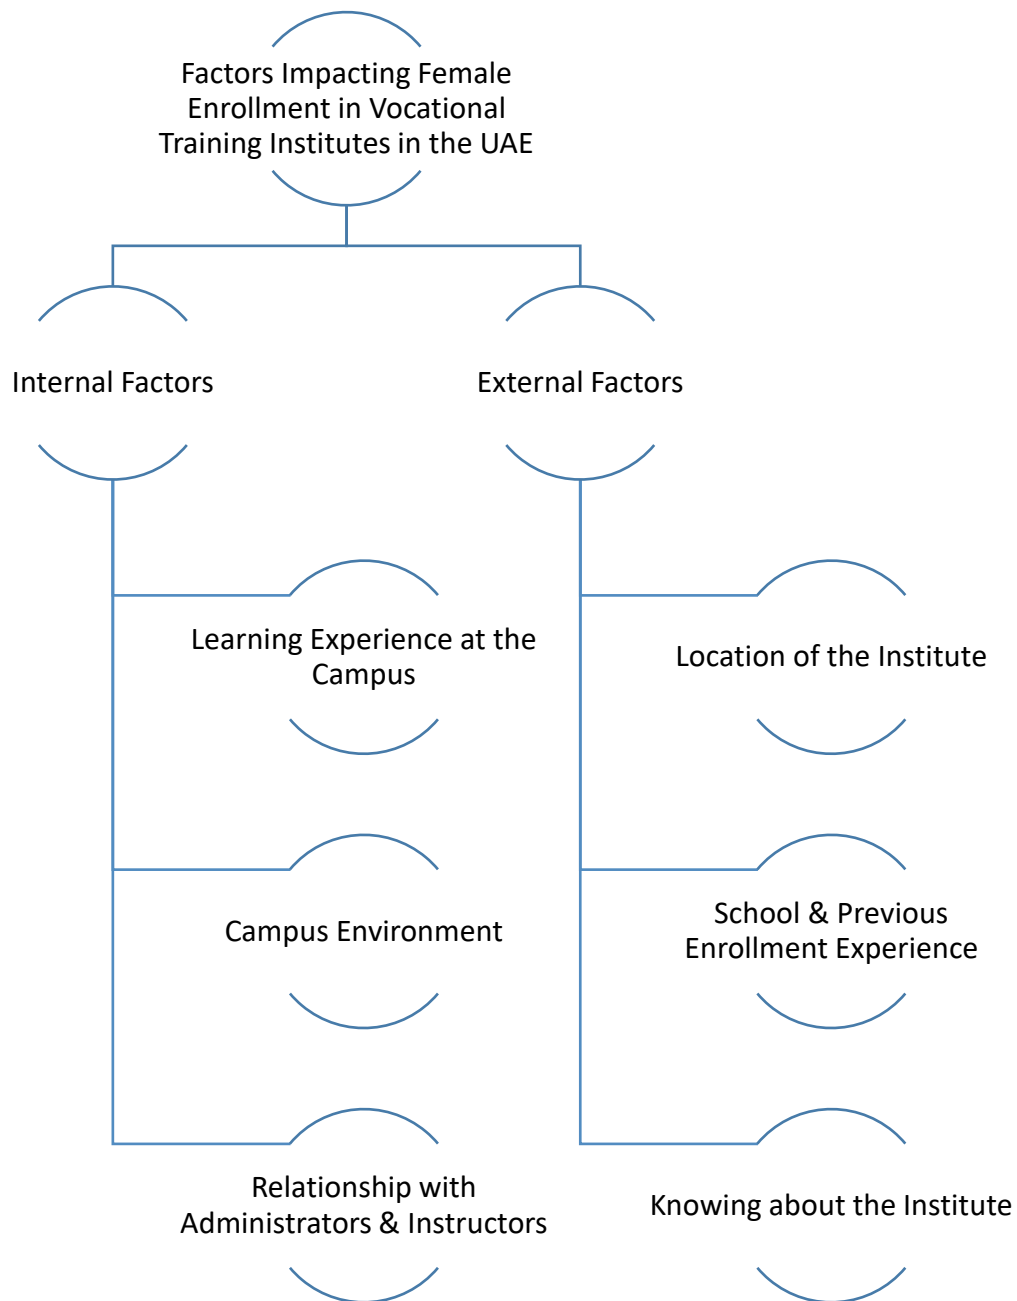 Factors Impacting Female
Enrollment in Vocational
Training Institutes in the UAE
Internal Factors
External Factors
Learning Experience at the
Campus
Location of the Institute
Campus Environment
School & Previous
Enrollment Experience
Relationship with
Administrators & Instructors
Knowing about the Institute